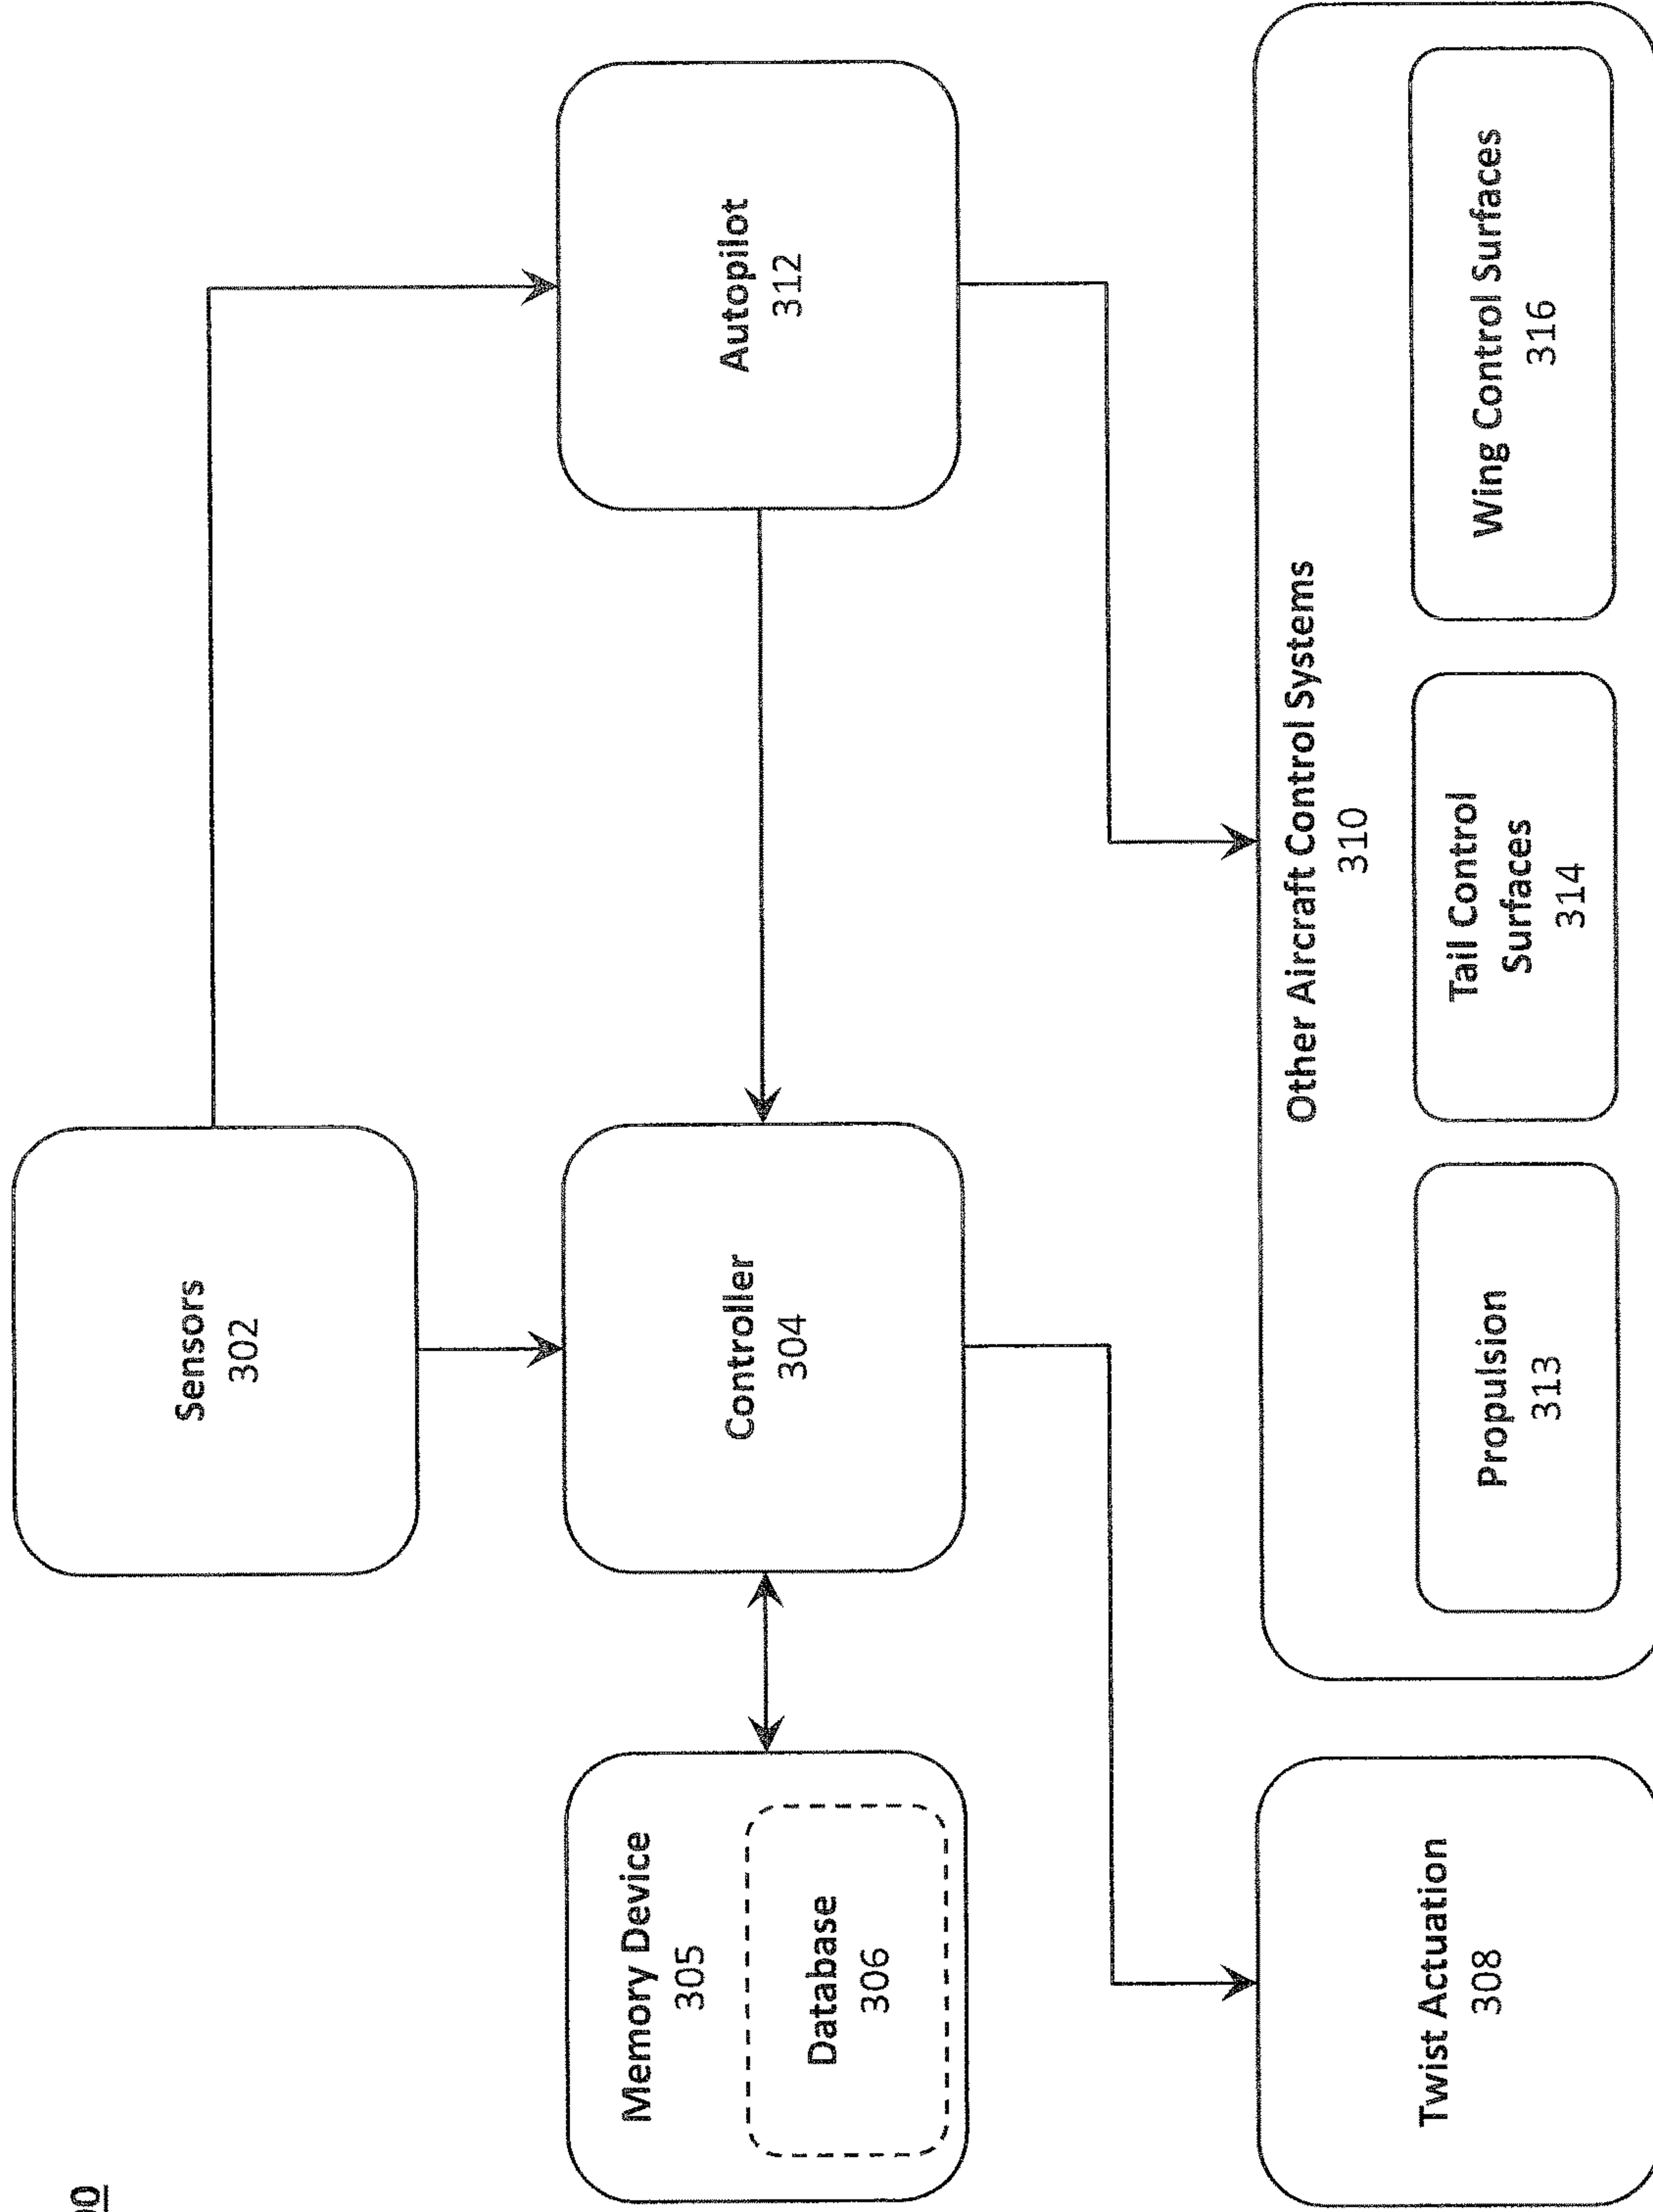 00
Sensors
302
Memory Device
305
Database
306
Controller
304
Autopilot
312
Twist Actuation
308
Other Aircraft Control Systems
310
Propulsion
313
Tail Control
Surfaces
314
Wing Control Surfaces
316